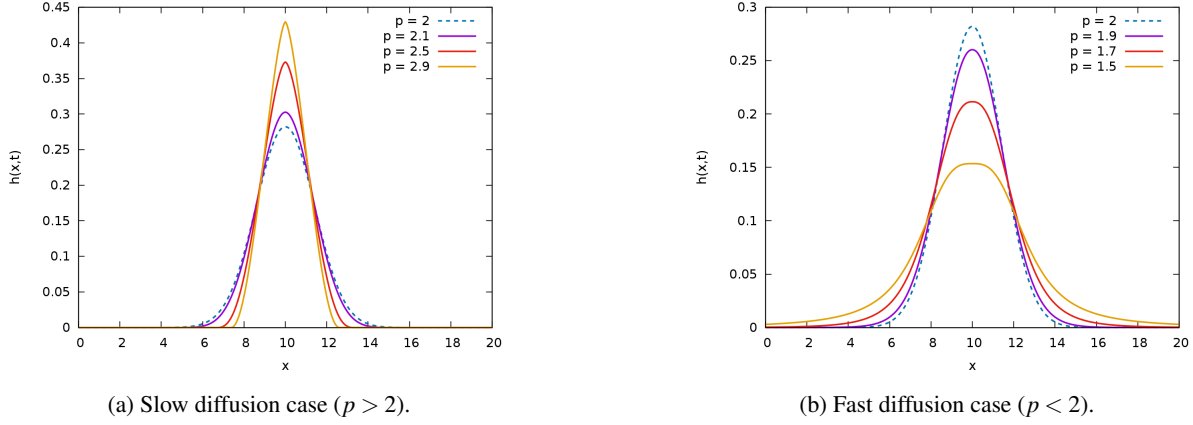 0.45
0.4
0.35
0.3
0.25
0.2
0.15
0.1
0.05
0
0 2 4 6 8 10 12 14 16 18 20
h(x,t)
x
p = 2
p = 2.1
p = 2.5
p = 2.9
(a) Slow diffusion case (p > 2).
0.3
0.25
0.2
0.15
0.1
0.05
0
0 2 4 6 8 10 12 14 16 18 20
h(x,t)
x
p = 2
p = 1.9
p = 1.7
p = 1.5
(b) Fast diffusion case (p < 2).